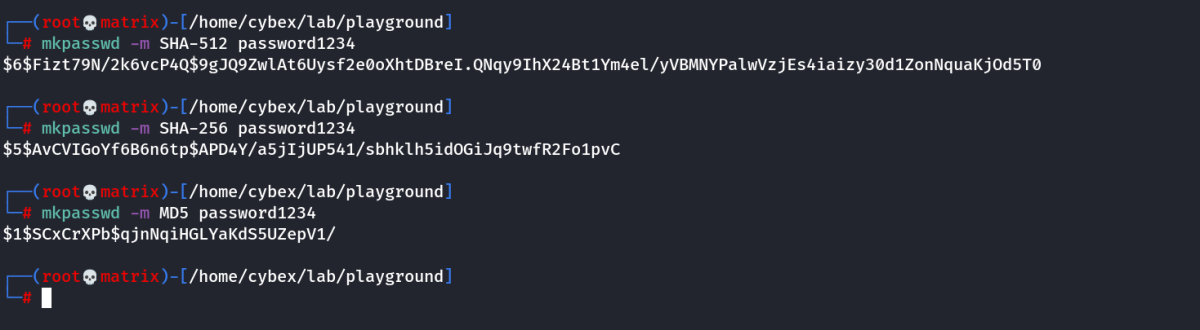 ┌──(root💀matrix)-[/home/cybex/lab/playground]
└─# mkpasswd -m SHA-512 password1234
$6$Fizt79N/2k6vcP4Q$9gJQ9ZwlAt6Uysf2e0oXhtDBreI.QNqy9IhX24Bt1Ym4el/yVBMNYPalwVzjEs4iaizy30d1ZonNquaKjOd5T0
┌──(root💀matrix)-[/home/cybex/lab/playground]
└─# mkpasswd -m SHA-256 password1234
$5$AvCVIGoYf6B6n6tp$APD4Y/a5jIjUP541/sbhklh5idOGiJq9twfR2Fo1pvC
┌──(root💀matrix)-[/home/cybex/lab/playground]
└─# mkpasswd -m MD5 password1234
$1$SCxCrXPb$qjnNqiHGLYaKdS5UZepV1/
┌──(root💀matrix)-[/home/cybex/lab/playground]
└─#